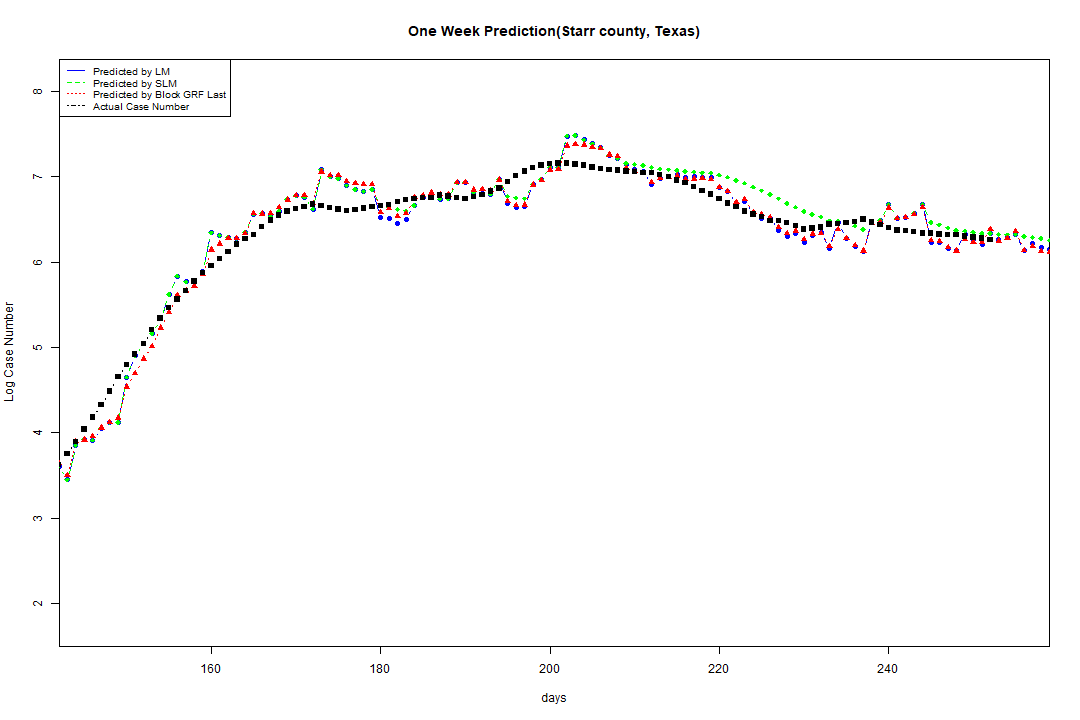 One Week Prediction(Starr county, Texas)
Predicted by LM
Predicted by SLM
Predicted by Block GRF Last
Actual Case Number
8
7
6
5
4
3
2
Log Case Number
160 180 200 220 240
days